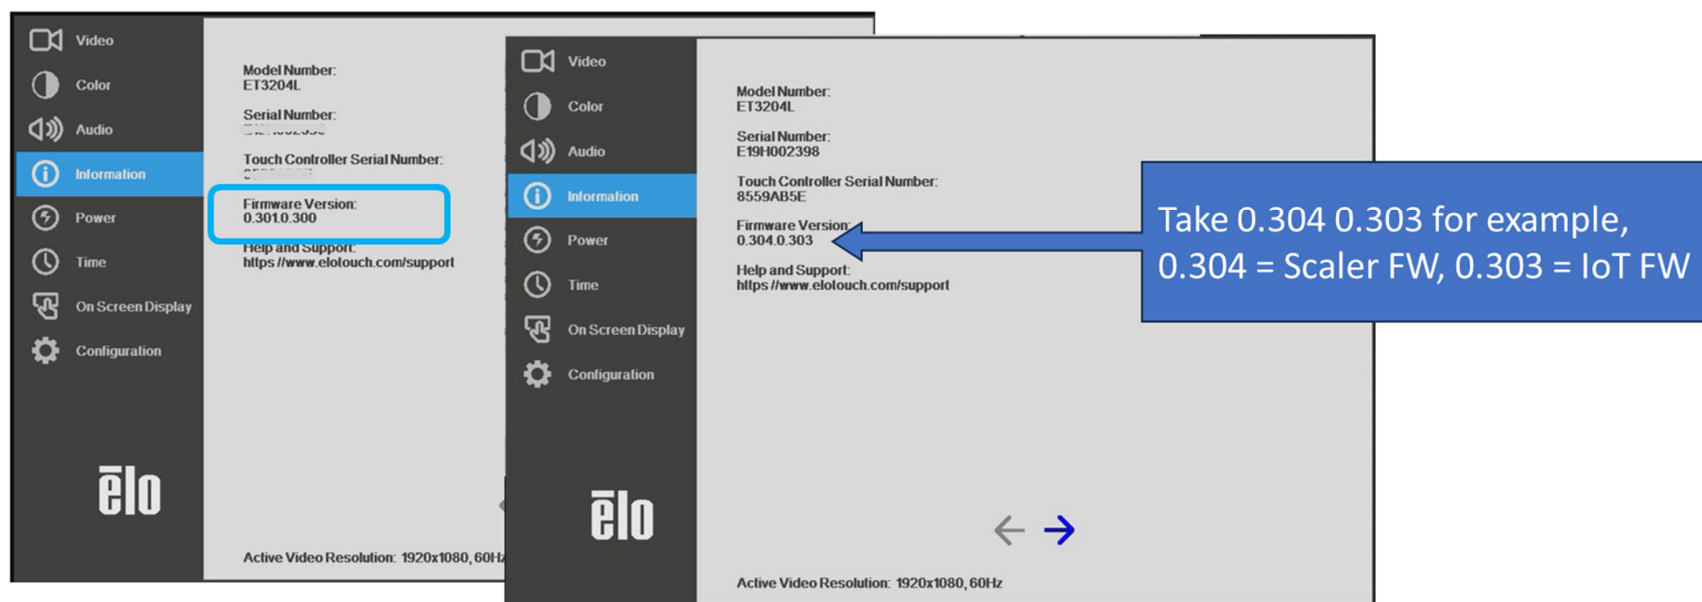 Video
Color
Audio
Information
Power
Time
On Screen Display
Configuration
elo
Model Number:
ET3204L
Serial Number:
Touch Controller Serial Number:
Firmware Version:
0.301.0.300
Help and Support:
https //www.elotouch.com/support
Active Video Resolution: 1920x1080, 60Hz
Video
Color
Audio
Information
Power
Time
On Screen Display
Configuration
elo
Model Number:
ET3204L
Serial Number:
E19H002398
Touch Controller Serial Number:
8559AB5E
Firmware Version:
0.304.0.303
Help and Support:
https //www.elotouch.com/support
Active Video Resolution: 1920x1080, 60Hz
Take 0.304 0.303 for example,
0.304 = Scaler FW, 0.303 = IoT FW